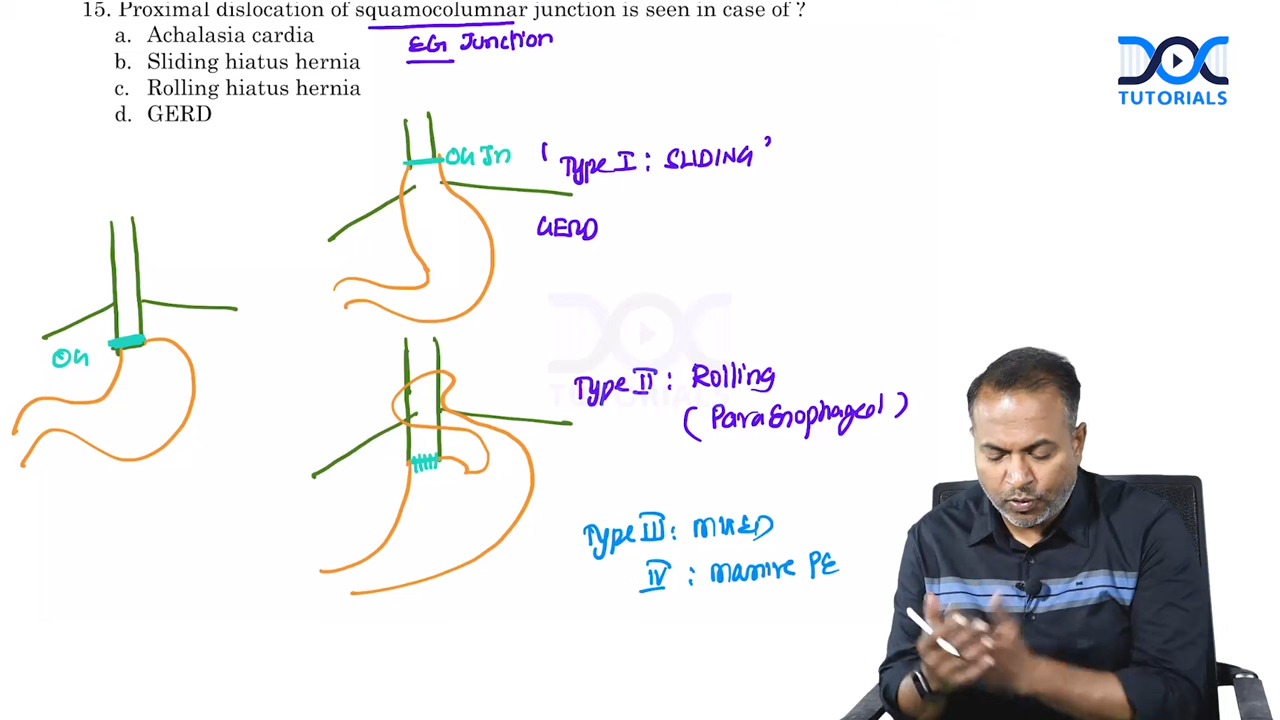 15. Proximal dislocation of squamocolumnar junction is seen in case of ?
a. Achalasia cardia
b. Sliding hiatus hernia
c. Rolling hiatus hernia
d. GERD
EG Junction
TUTORIALS
OG Jn
'Type I : SLIDING'
GERD
OG
Type II : Rolling
(ParaEsophageal)
TUTORIALS
Type III : MIXED
IV : Massive PE